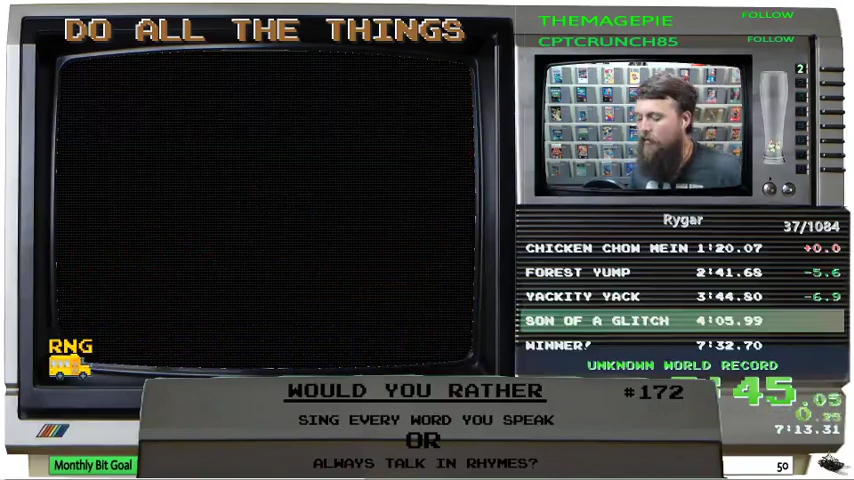 DO ALL THE THINGS
THEMAGEPIE FOLLOW
CPTCRUNCH85 FOLLOW
2
Rygar 37/1084
CHICKEN CHOW MEIN 1:20.07 +0.0
FOREST YUMP 2:41.68 -5.6
YACKITY YACK 3:44.80 -6.9
SON OF A GLITCH 4:05.99
WINNER! 7:32.70
UNKNOWN WORLD RECORD
45.05
0.25
7:13.31
RNG
WOULD YOU RATHER #172
SING EVERY WORD YOU SPEAK
OR
ALWAYS TALK IN RHYMES?
Monthly Bit Goal 50